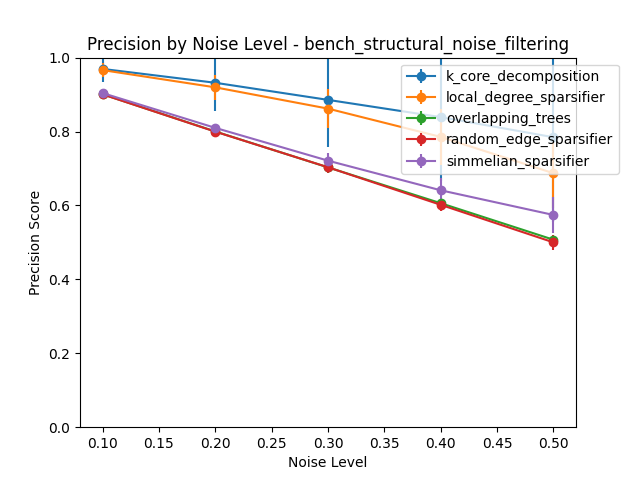 Precision by Noise Level - bench_structural_noise_filtering
k_core_decomposition
local_degree_sparsifier
overlapping_trees
random_edge_sparsifier
simmelian_sparsifier
Precision Score
1.0
0.8
0.6
0.4
0.2
0.0
0.10 0.15 0.20 0.25 0.30 0.35 0.40 0.45 0.50
Noise Level